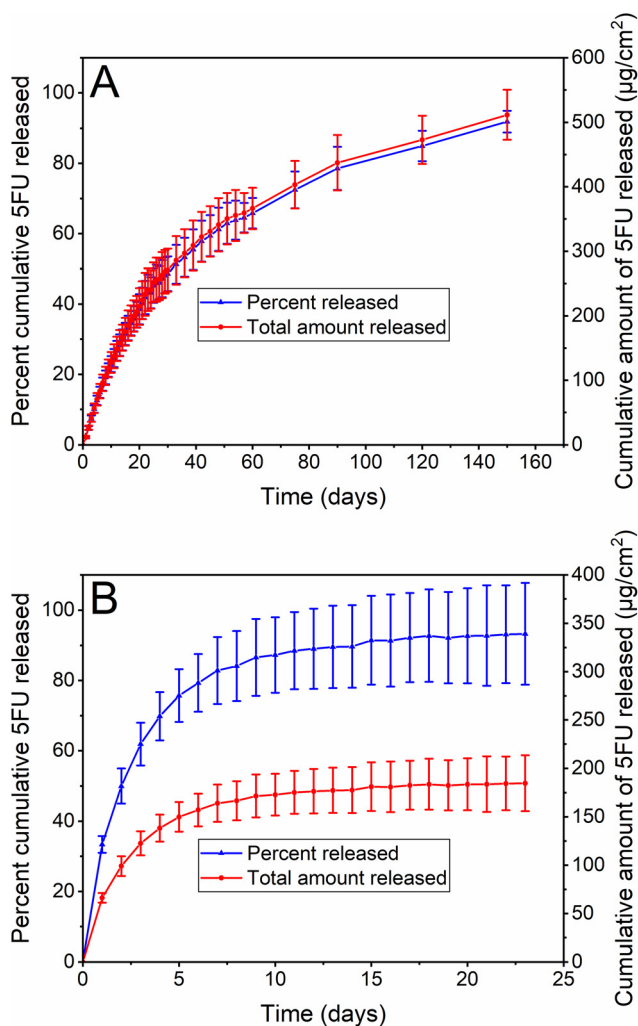 A
Percent cumulative 5FU released
100
80
60
40
20
0
600
500
400
300
200
100
0
Cumulative amount of 5FU released (µg/cm²)
Percent released
Total amount released
0 20 40 60 80 100 120 140 160
Time (days)
B
Percent cumulative 5FU released
100
80
60
40
20
0
400
350
300
250
200
150
100
50
0
Cumulative amount of 5FU released (µg/cm²)
Percent released
Total amount released
0 5 10 15 20 25
Time (days)